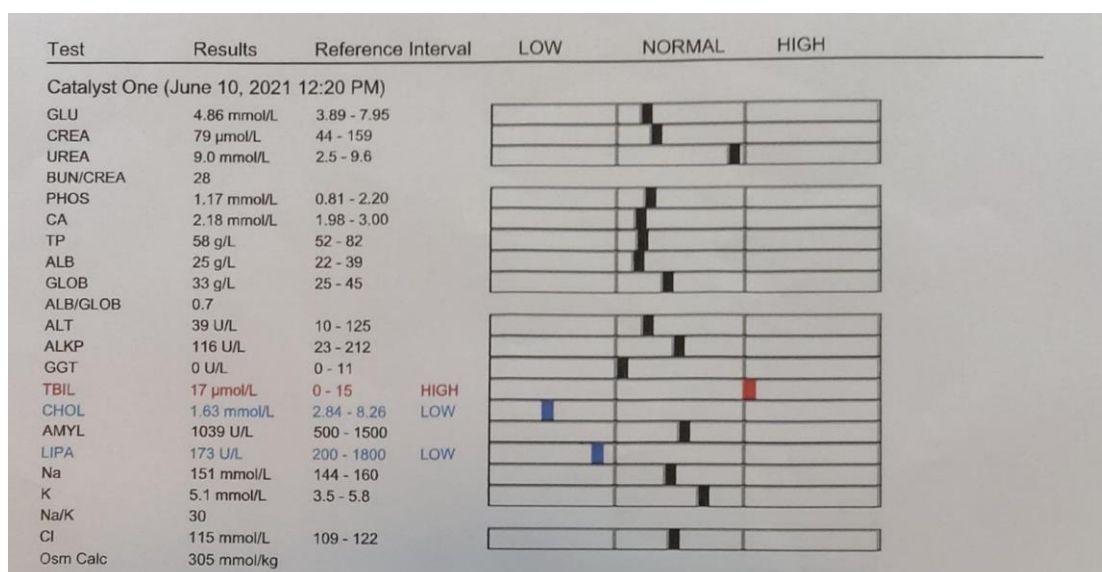 Test Results Reference Interval LOW NORMAL HIGH
Catalyst One (June 10, 2021 12:20 PM)
GLU 4.86 mmol/L 3.89 - 7.95
CREA 79 µmol/L 44 - 159
UREA 9.0 mmol/L 2.5 - 9.6
BUN/CREA 28
PHOS 1.17 mmol/L 0.81 - 2.20
CA 2.18 mmol/L 1.98 - 3.00
TP 58 g/L 52 - 82
ALB 25 g/L 22 - 39
GLOB 33 g/L 25 - 45
ALB/GLOB 0.7
ALT 39 U/L 10 - 125
ALKP 116 U/L 23 - 212
GGT 0 U/L 0 - 11
TBIL 17 µmol/L 0 - 15 HIGH
CHOL 1.63 mmol/L 2.84 - 8.26 LOW
AMYL 1039 U/L 500 - 1500
LIPA 173 U/L 200 - 1800 LOW
Na 151 mmol/L 144 - 160
K 5.1 mmol/L 3.5 - 5.8
Na/K 30
Cl 115 mmol/L 109 - 122
Osm Calc 305 mmol/kg